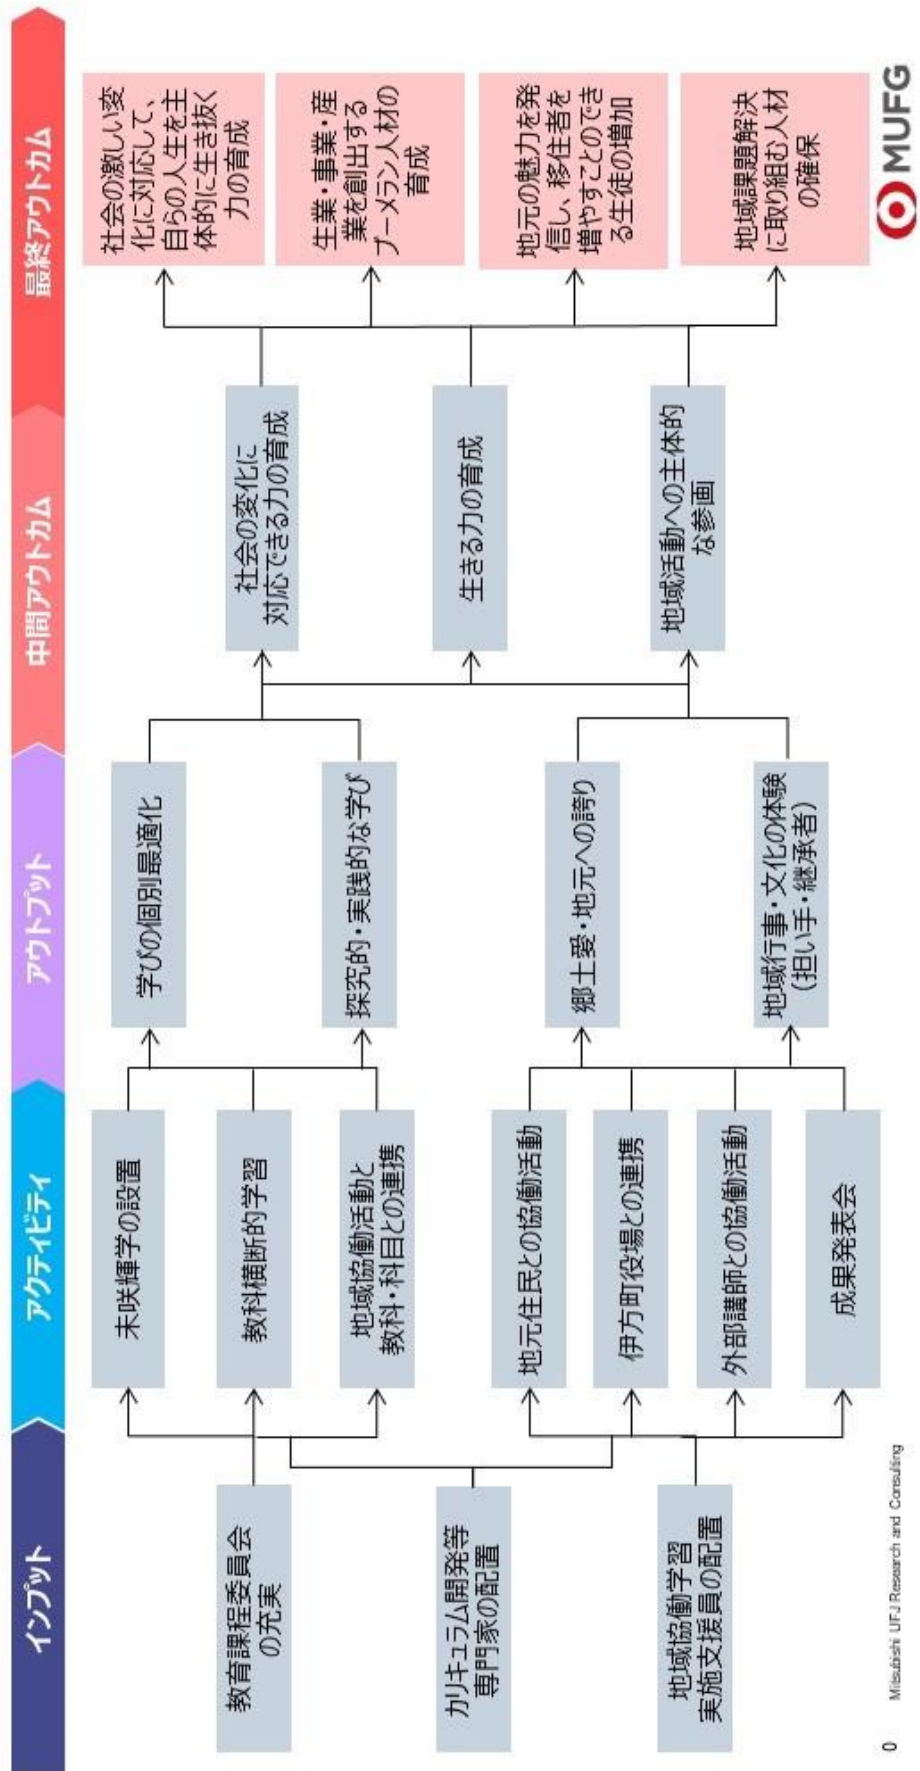 インプット
アクティビティ
アウトプット
中間アウトカム
最終アウトカム
教育課程委員会
の充実
カリキュラム開発等
専門家の配置
地域協働学習
実施支援員の配置
未咲輝学の設置
教科横断的学習
地域協働活動と
教科・科目との連携
地元住民との協働活動
伊方町役場との連携
外部講師との協働活動
成果発表会
学びの個別最適化
探究的・実践的な学び
郷土愛・地元への誇り
地域行事・文化の体験
(担い手・継承者)
社会の変化に
対応できる力の育成
生きる力の育成
地域活動への主体的
な参画
社会の激しい変
化に対応して、
自らの人生を主
体的に生き抜く
力の育成
生業・事業・産
業を創出する
ブーメラン人材の
育成
地元の魅力を発
信し、移住者を
増やすことのでき
る生徒の増加
地域課題解決
に取り組む人材
の確保
0
Mitsubishi UFJ Research and Consulting
MUFG